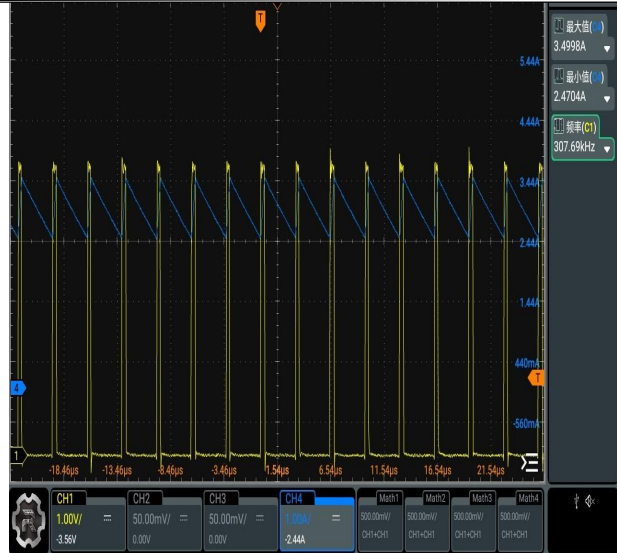 T
最大值(C4)
3.4998A
最小值(C4)
2.4704A
频率(C1)
307.69kHz
5.44A
4.44A
3.44A
2.44A
1.44A
440mA
-560mA
4
T
1
-18.46µs -13.46µs -8.46µs -3.46µs 1.54µs 6.54µs 11.54µs 16.54µs 21.54µs
CH1 CH2 CH3 CH4 Math1 Math2 Math3 Math4
1.00V/ 50.00mV/ 50.00mV/ 1.00A/ 500.00mV/ 500.00mV/ 500.00mV/ 500.00mV/
-3.56V 0.00V 0.00V -2.44A CH1+CH1 CH1+CH1 CH1+CH1 CH1+CH1